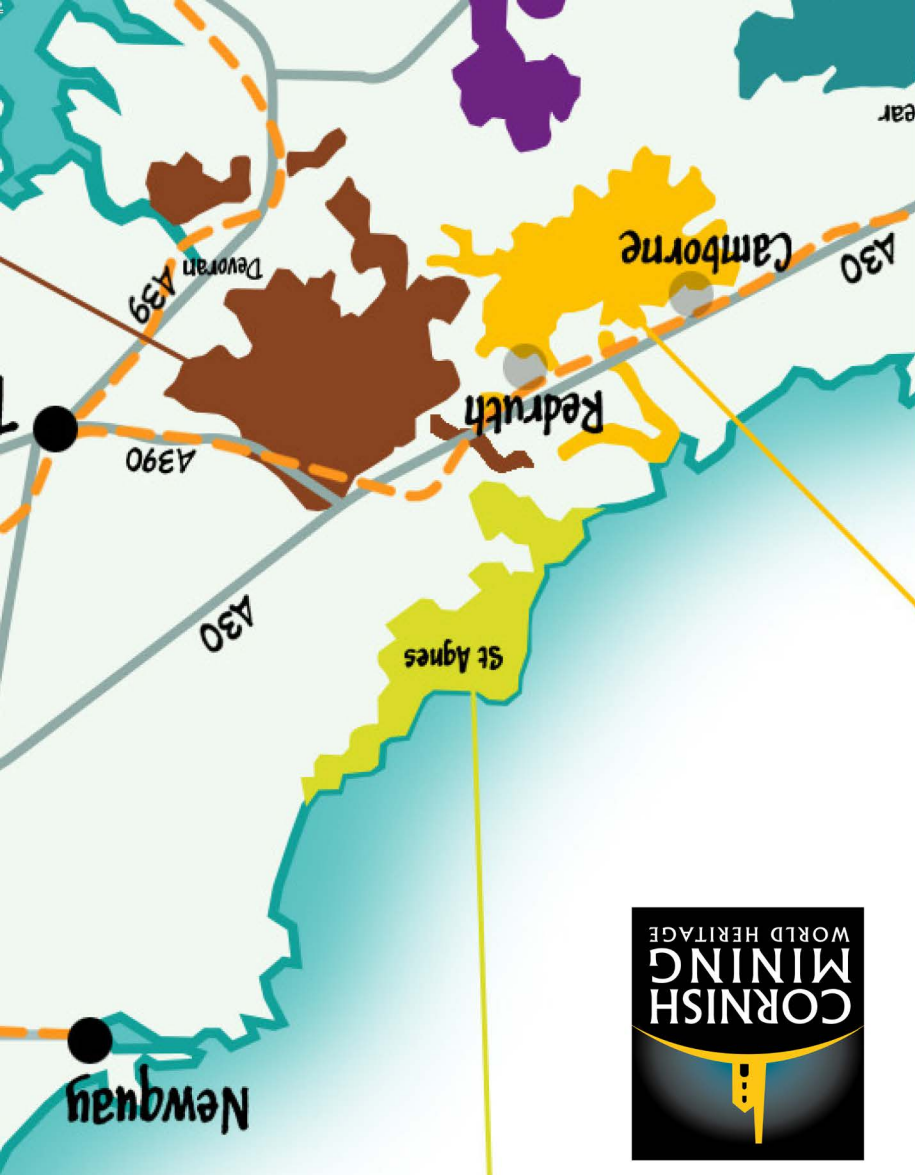 CORNISH
MINING
WORLD HERITAGE
Newquay
St Agnes
A30
A390
Redruth
A39
Devoran
Camborne
A30